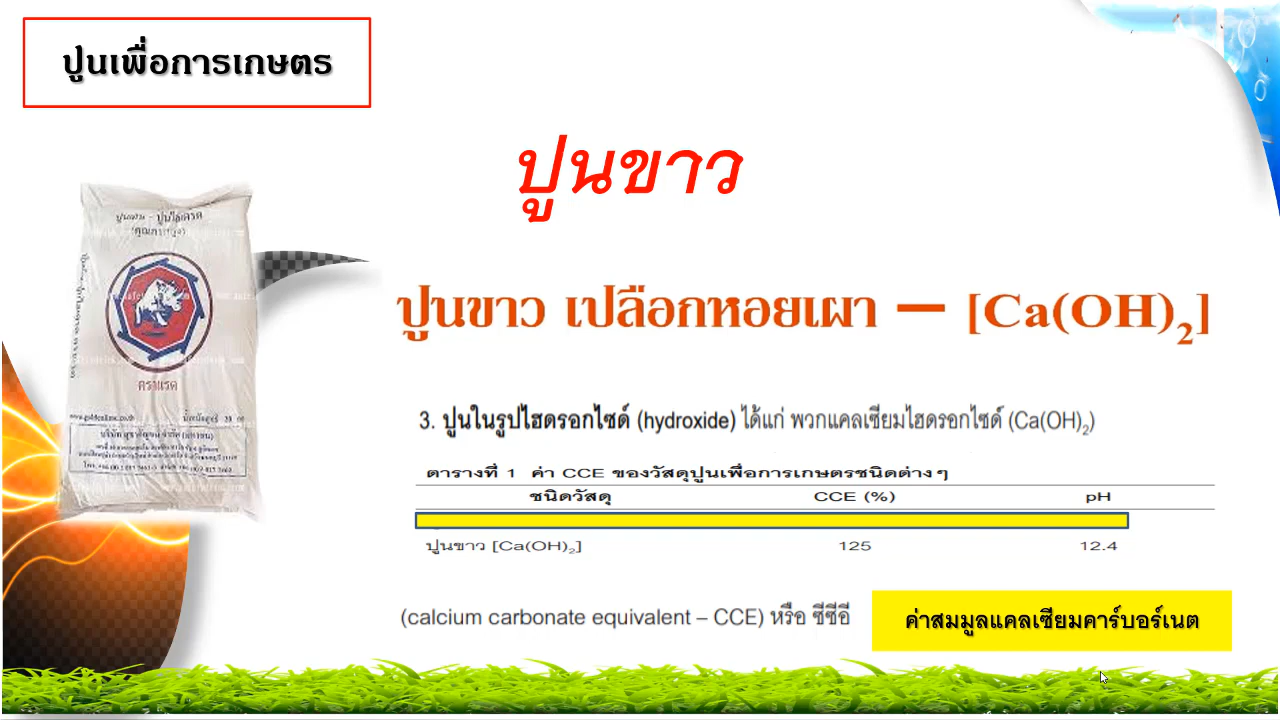 ปูนเพื่อการเกษตร
ปูนขาว
ปูนขาว เปลือกหอยเผา – [Ca(OH)2]
3. ปูนในรูปไฮดรอกไซด์ (hydroxide) ได้แก่ พวกแคลเซียมไฮดรอกไซด์ (Ca(OH)2)
ตารางที่ 1 ค่า CCE ของวัสดุปูนเพื่อการเกษตรชนิดต่างๆ
ชนิดวัสดุ CCE (%) pH
ปูนขาว [Ca(OH)2] 125 12.4
(calcium carbonate equivalent – CCE) หรือ ซีซีอี
ค่าสมมูลแคลเซียมคาร์บอร์เนต
ตราแรด